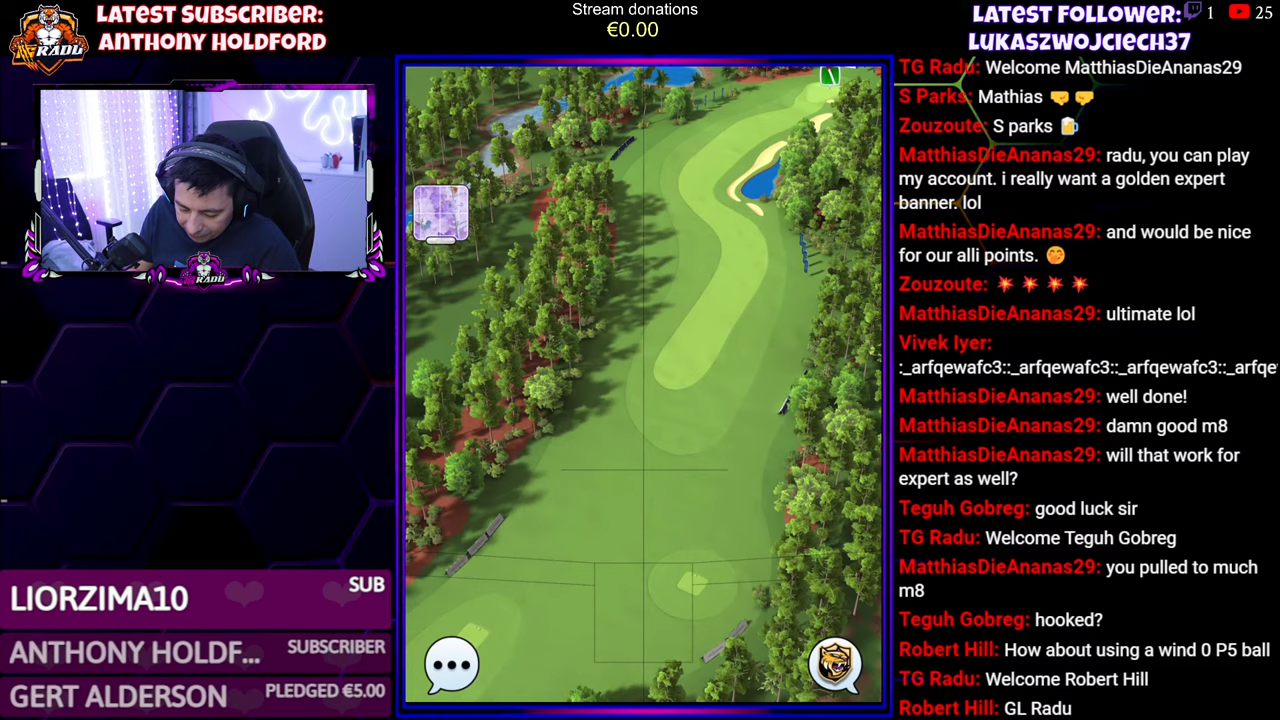 LATEST SUBSCRIBER:
ANTHONY HOLDFORD
RADU
Stream donations
€0.00
LATEST FOLLOWER:
LUKASZWOJCIECH37
1
25
RADU
LIORZIMA10
SUB
ANTHONY HOLDF...
SUBSCRIBER
GERT ALDERSON
PLEDGED €5.00
TG Radu: Welcome MatthiasDieAnanas29
S Parks: Mathias
Zouzoute: S parks
MatthiasDieAnanas29: radu, you can play
my account. i really want a golden expert
banner. lol
MatthiasDieAnanas29: and would be nice
for our alli points.
Zouzoute:
MatthiasDieAnanas29: ultimate lol
Vivek Iyer:
:_arfqewafc3::_arfqewafc3::_arfqewafc3::_arfqe
MatthiasDieAnanas29: well done!
MatthiasDieAnanas29: damn good m8
MatthiasDieAnanas29: will that work for
expert as well?
Teguh Gobreg: good luck sir
TG Radu: Welcome Teguh Gobreg
MatthiasDieAnanas29: you pulled to much
m8
Teguh Gobreg: hooked?
Robert Hill: How about using a wind 0 P5 ball
TG Radu: Welcome Robert Hill
Robert Hill: GL Radu